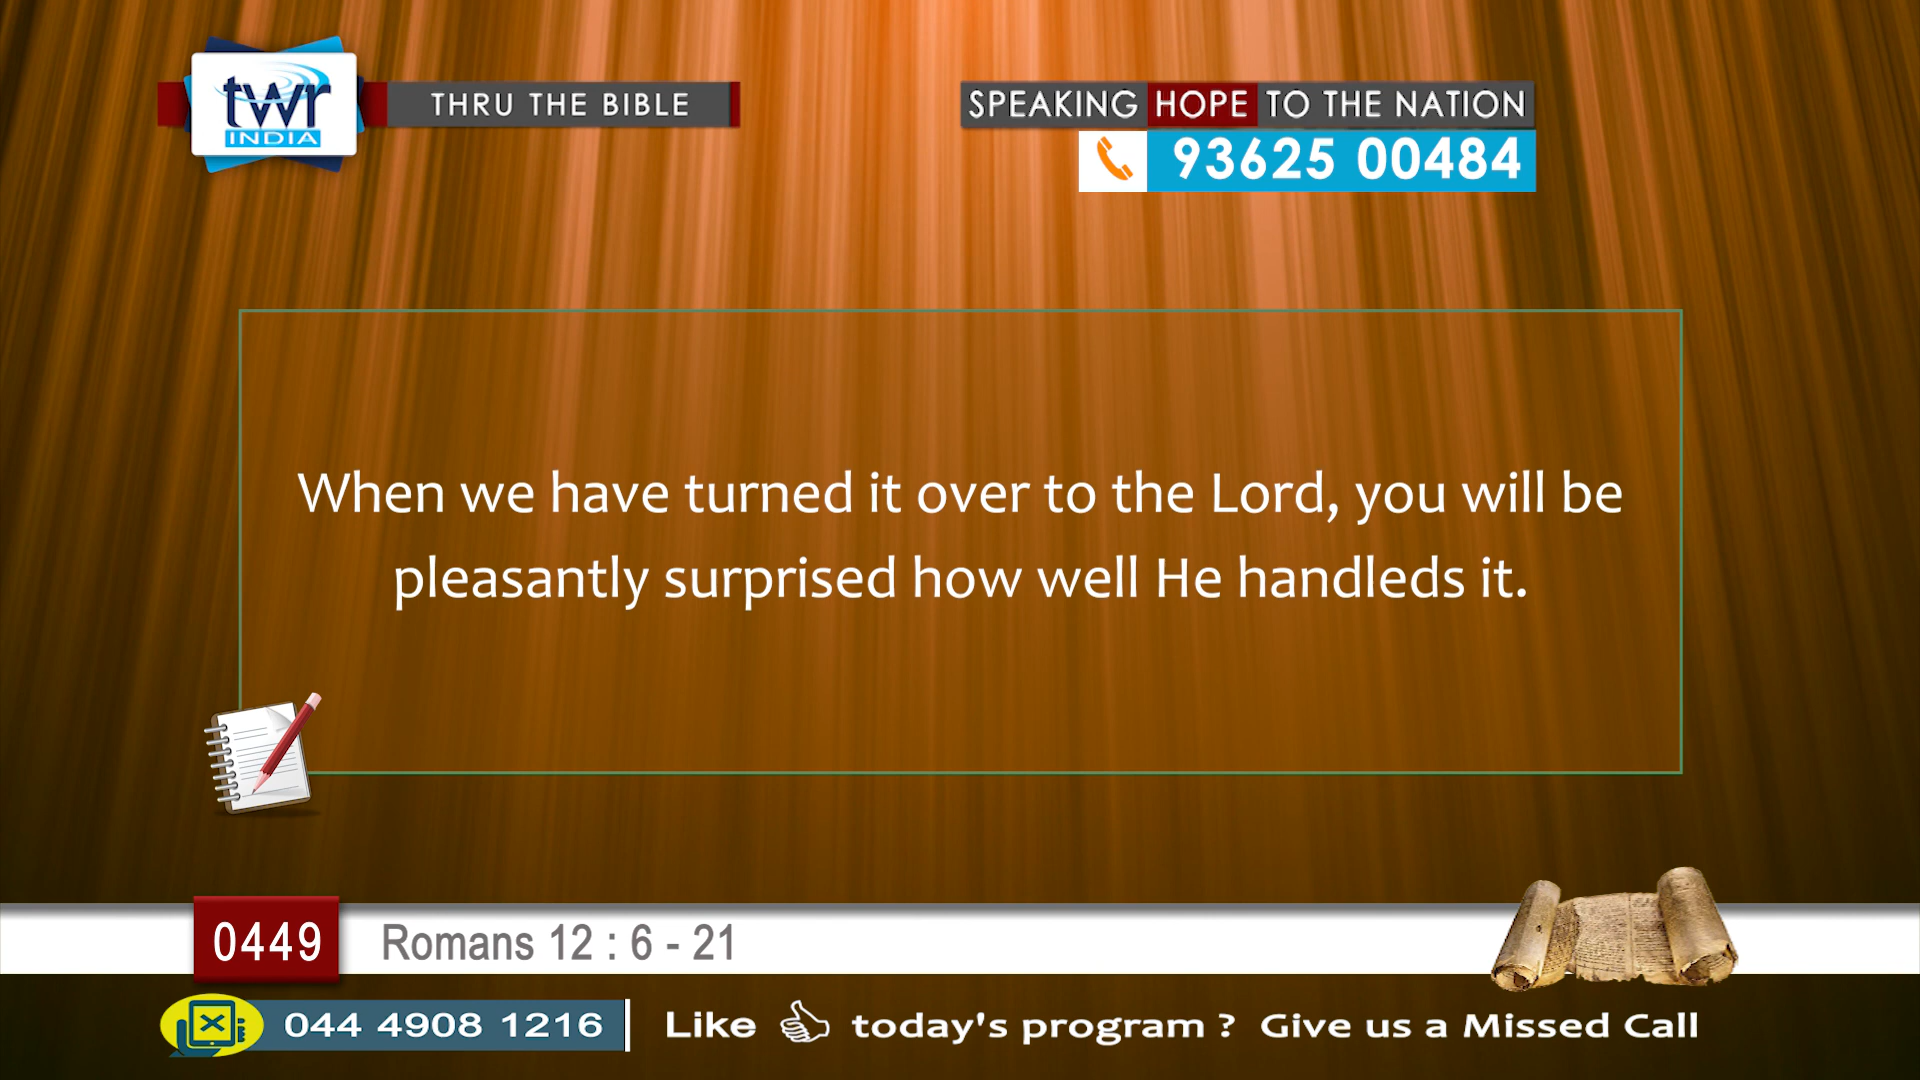 twr
INDIA
THRU THE BIBLE
SPEAKING HOPE TO THE NATION
93625 00484
When we have turned it over to the Lord, you will be
pleasantly surprised how well He handleds it.
0449
Romans 12 : 6 - 21
044 4908 1216
Like today's program ? Give us a Missed Call